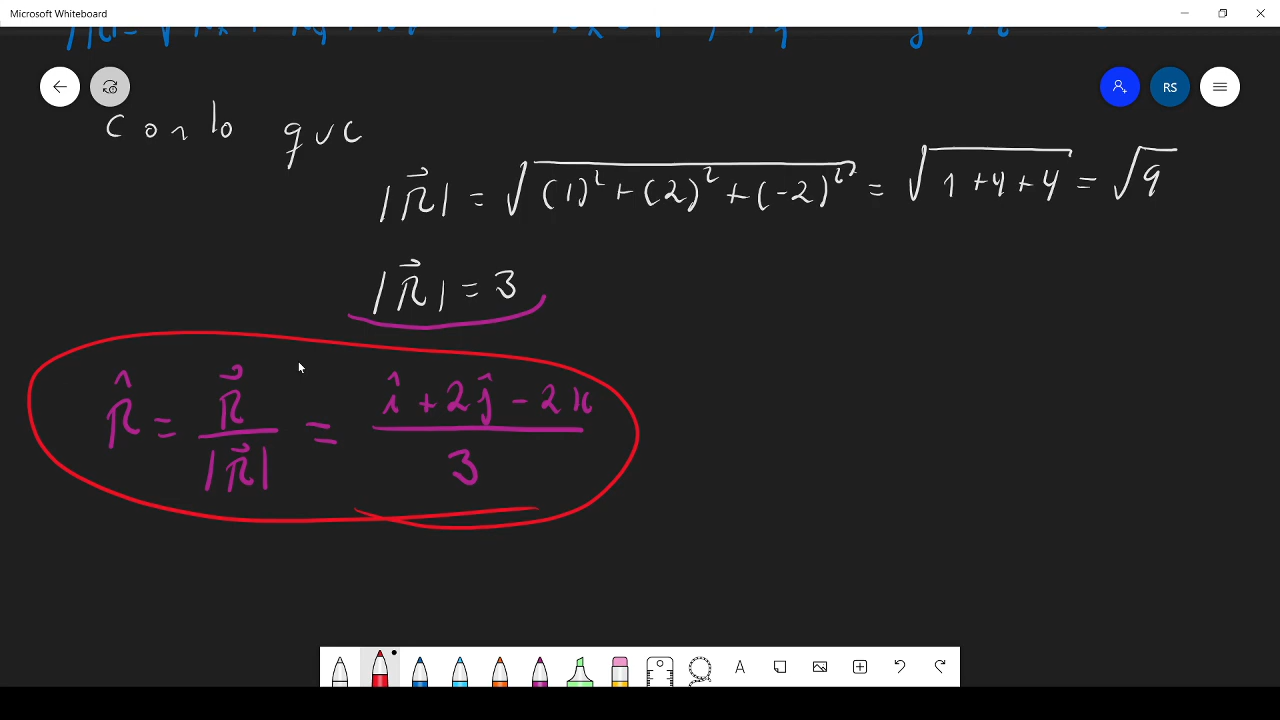 Microsoft Whiteboard
RS
Con lo que
|R⃗| = √((1)² + (2)² + (-2)²) = √(1 + 4 + 4) = √9
|R⃗| = 3
R̂ = R⃗ / |R⃗| = (î + 2ĵ - 2k) / 3
A